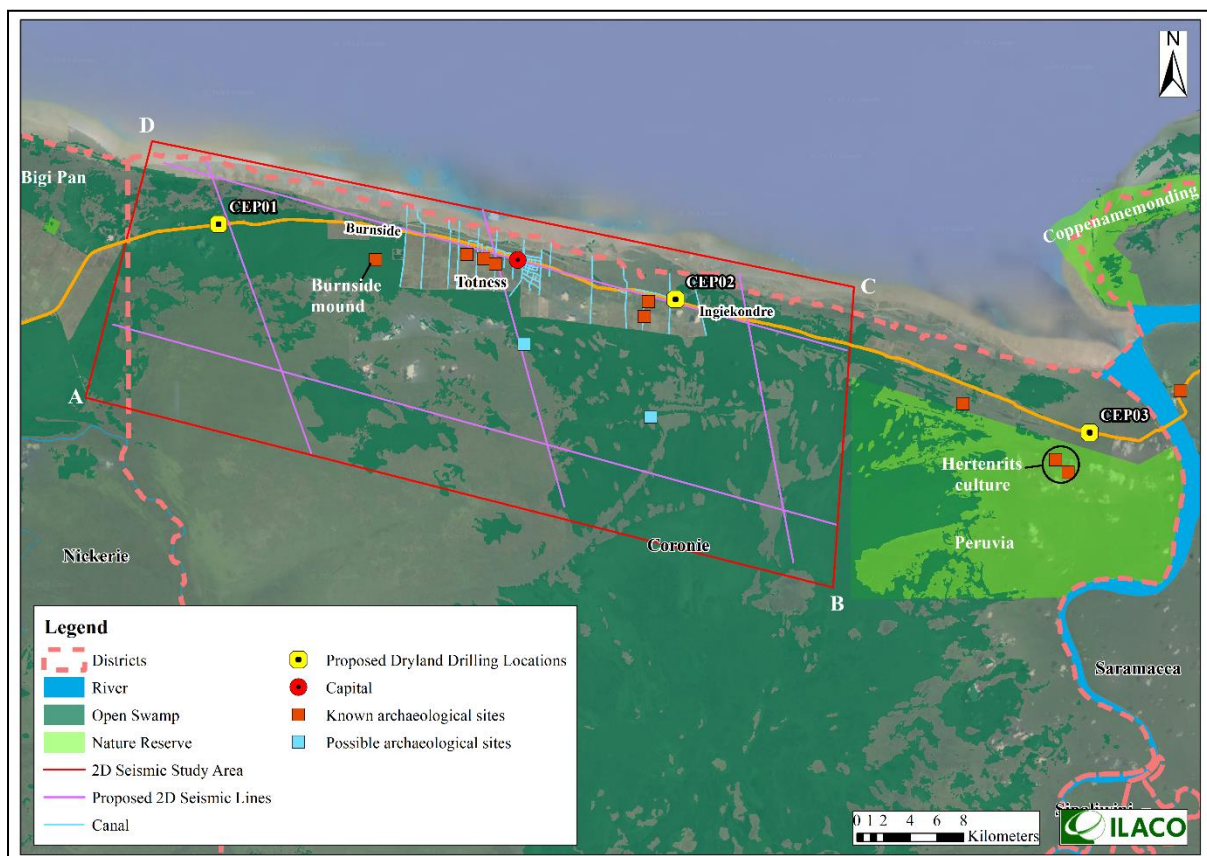 N
D
Bigi Pan
CEP01
Coppenamemonding
Burnside
Burnside
mound
Totness
CEP02
C
Ingiekondre
A
CEP03
Hertenrits
culture
Peruvia
Coronie
Nickerie
B
Saramacca
Legend
Districts
River
Open Swamp
Nature Reserve
2D Seismic Study Area
Proposed 2D Seismic Lines
Canal
Proposed Dryland Drilling Locations
Capital
Known archaeological sites
Possible archaeological sites
0 1 2 4 6 8
Kilometers
ILACO